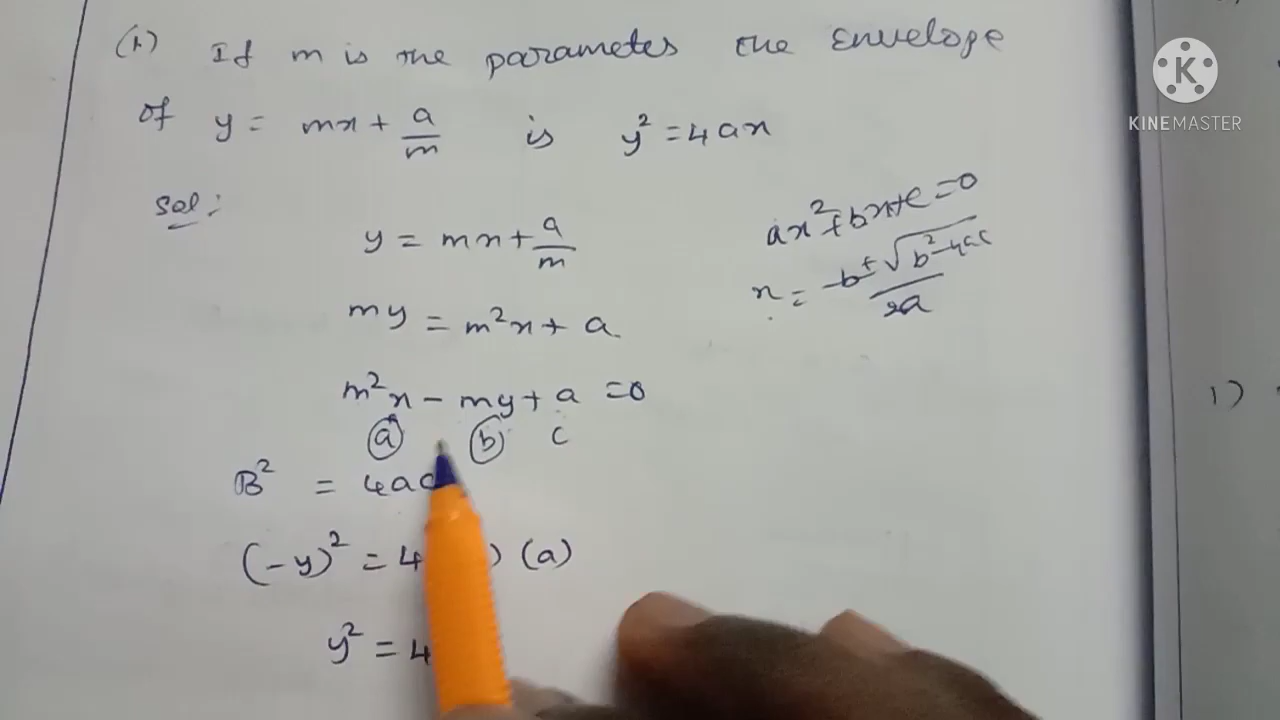 (1) If m is the parameter the Envelope
of y = mx + a/m is y² = 4ax
Sol:
y = mx + a/m
my = m²x + a
m²x - my + a = 0
a b c
B² = 4ac
(-y)² = 4 ) (a)
y² = 4
ax² + bx + c = 0
x = -b ± √b² - 4ac / 2a
1)
K
KINEMASTER